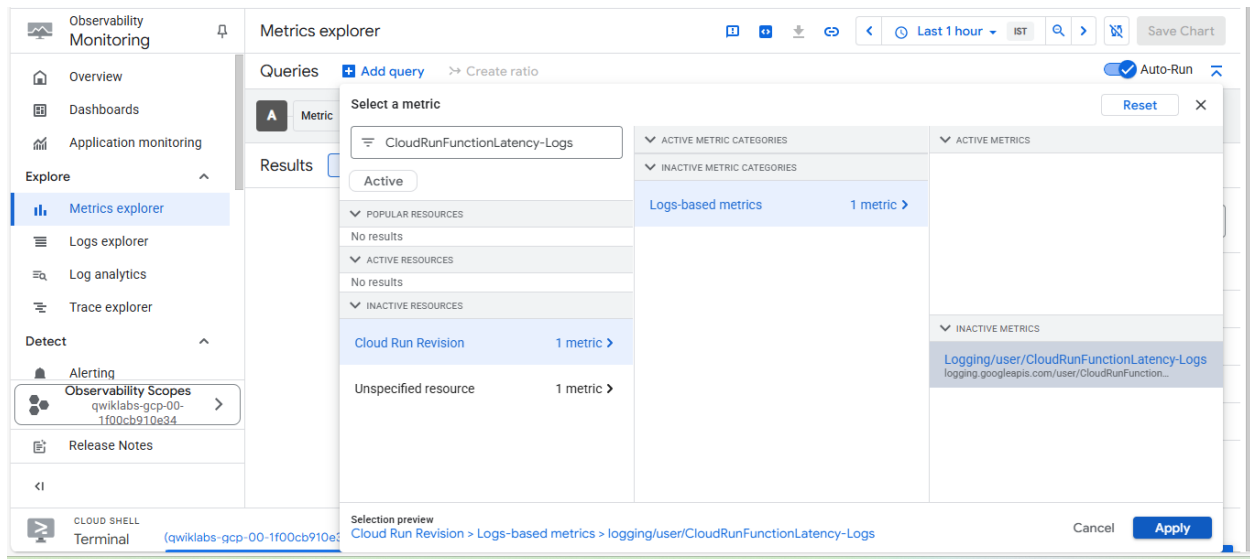 Observability
Monitoring
Overview
Dashboards
Application monitoring
Explore
Metrics explorer
Logs explorer
Log analytics
Trace explorer
Detect
Alerting
Observability Scopes
qwiklabs-gcp-00-
1f00cb910e34
Release Notes
Metrics explorer
Last 1 hour
IST
Save Chart
Queries
Add query
Create ratio
Auto-Run
A
Metric
Results
Select a metric
Reset
CloudRunFunctionLatency-Logs
Active
POPULAR RESOURCES
No results
ACTIVE RESOURCES
No results
INACTIVE RESOURCES
Cloud Run Revision 1 metric
Unspecified resource 1 metric
ACTIVE METRIC CATEGORIES
INACTIVE METRIC CATEGORIES
Logs-based metrics 1 metric
ACTIVE METRICS
INACTIVE METRICS
Logging/user/CloudRunFunctionLatency-Logs
logging.googleapis.com/user/CloudRunFunction...
Selection preview
Cloud Run Revision > Logs-based metrics > logging/user/CloudRunFunctionLatency-Logs
Cancel
Apply
CLOUD SHELL
Terminal
(qwiklabs-gcp-00-1f00cb910e3